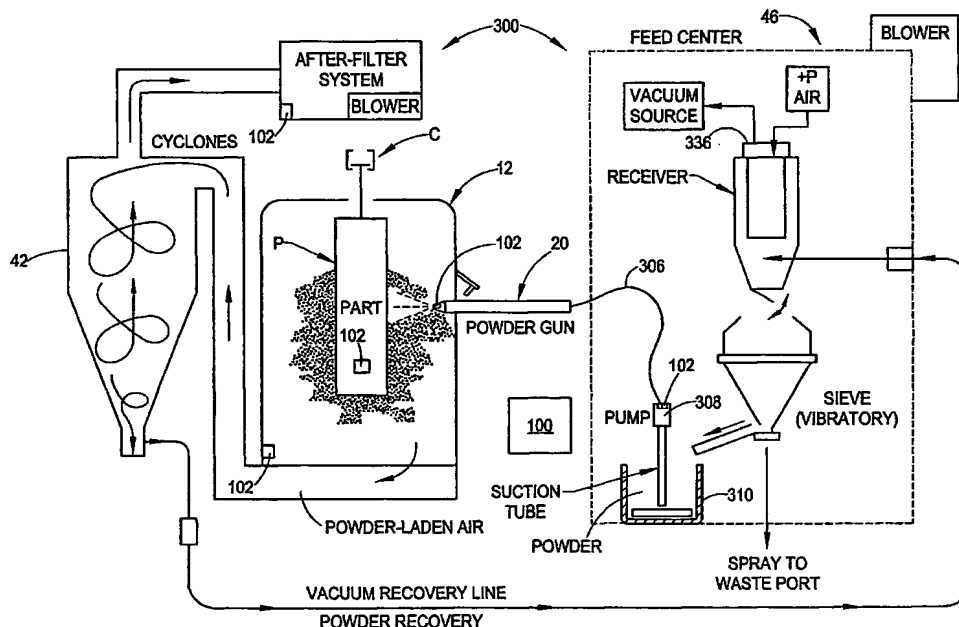 300
46
BLOWER
FEED CENTER
AFTER-FILTER
SYSTEM
BLOWER
102
+P
AIR
VACUUM
SOURCE
336
CYCLONES
C
RECEIVER
12
42
P
102
20
306
PART
102
POWDER GUN
102
308
PUMP
SIEVE
(VIBRATORY)
100
102
SUCTION
TUBE
310
POWDER
POWDER-LADEN AIR
SPRAY TO
WASTE PORT
VACUUM RECOVERY LINE
POWDER RECOVERY